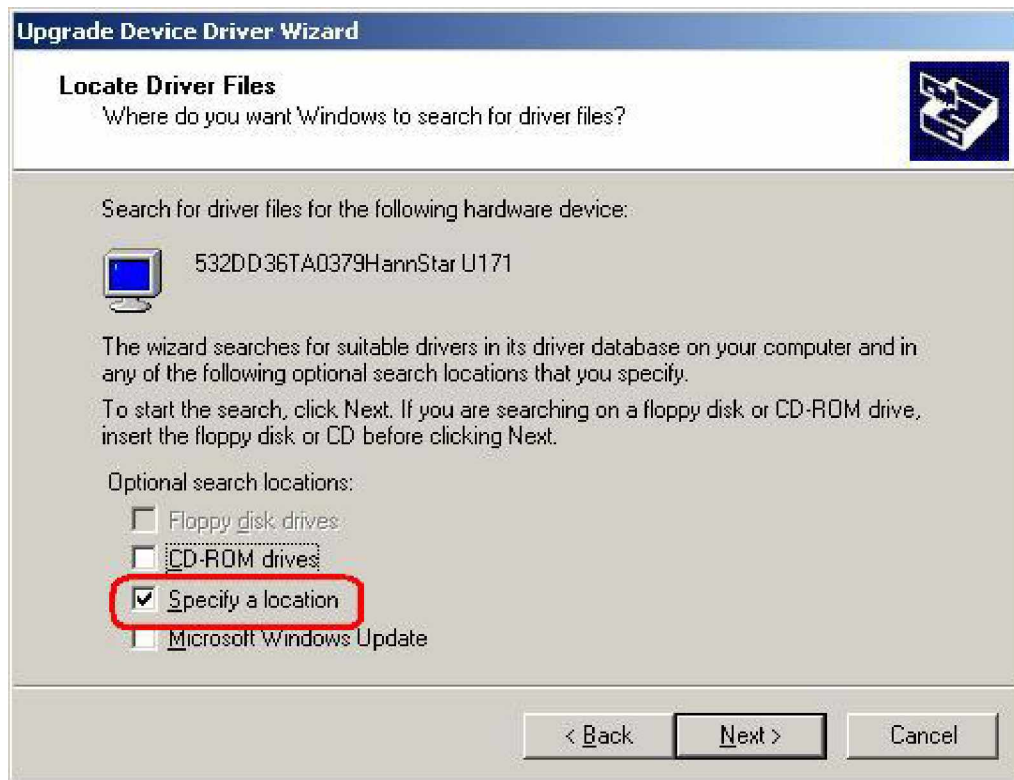 Upgrade Device Driver Wizard
Locate Driver Files
Where do you want Windows to search for driver files?
Search for driver files for the following hardware device:
532DD36TA0379HannStar U171
The wizard searches for suitable drivers in its driver database on your computer and in
any of the following optional search locations that you specify.
To start the search, click Next. If you are searching on a floppy disk or CD-ROM drive,
insert the floppy disk or CD before clicking Next.
Optional search locations:
Floppy disk drives
CD-ROM drives
Specify a location
Microsoft Windows Update
< Back
Next >
Cancel